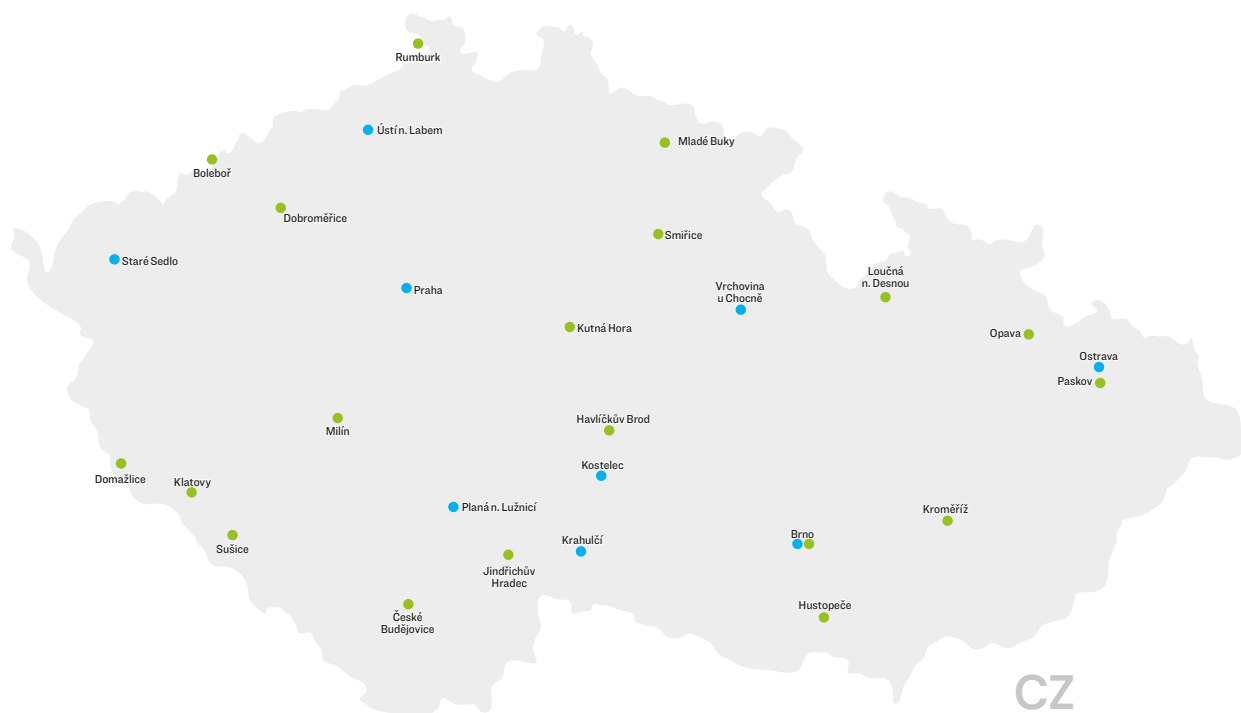 Rumburk
Ústí n. Labem
Mladé Buky
Boleboř
Dobroměřice
Smiřice
Staré Sedlo
Loučná
n. Desnou
Praha
Vrchovina
u Chocně
Kutná Hora
Opava
Ostrava
Paskov
Havlíčkův Brod
Milín
Kostelec
Domažlice
Klatovy
Planá n. Lužnicí
Kroměříž
Sušice
Krahulčí
Brno
Jindřichův
Hradec
Hustopeče
České
Budějovice
CZ